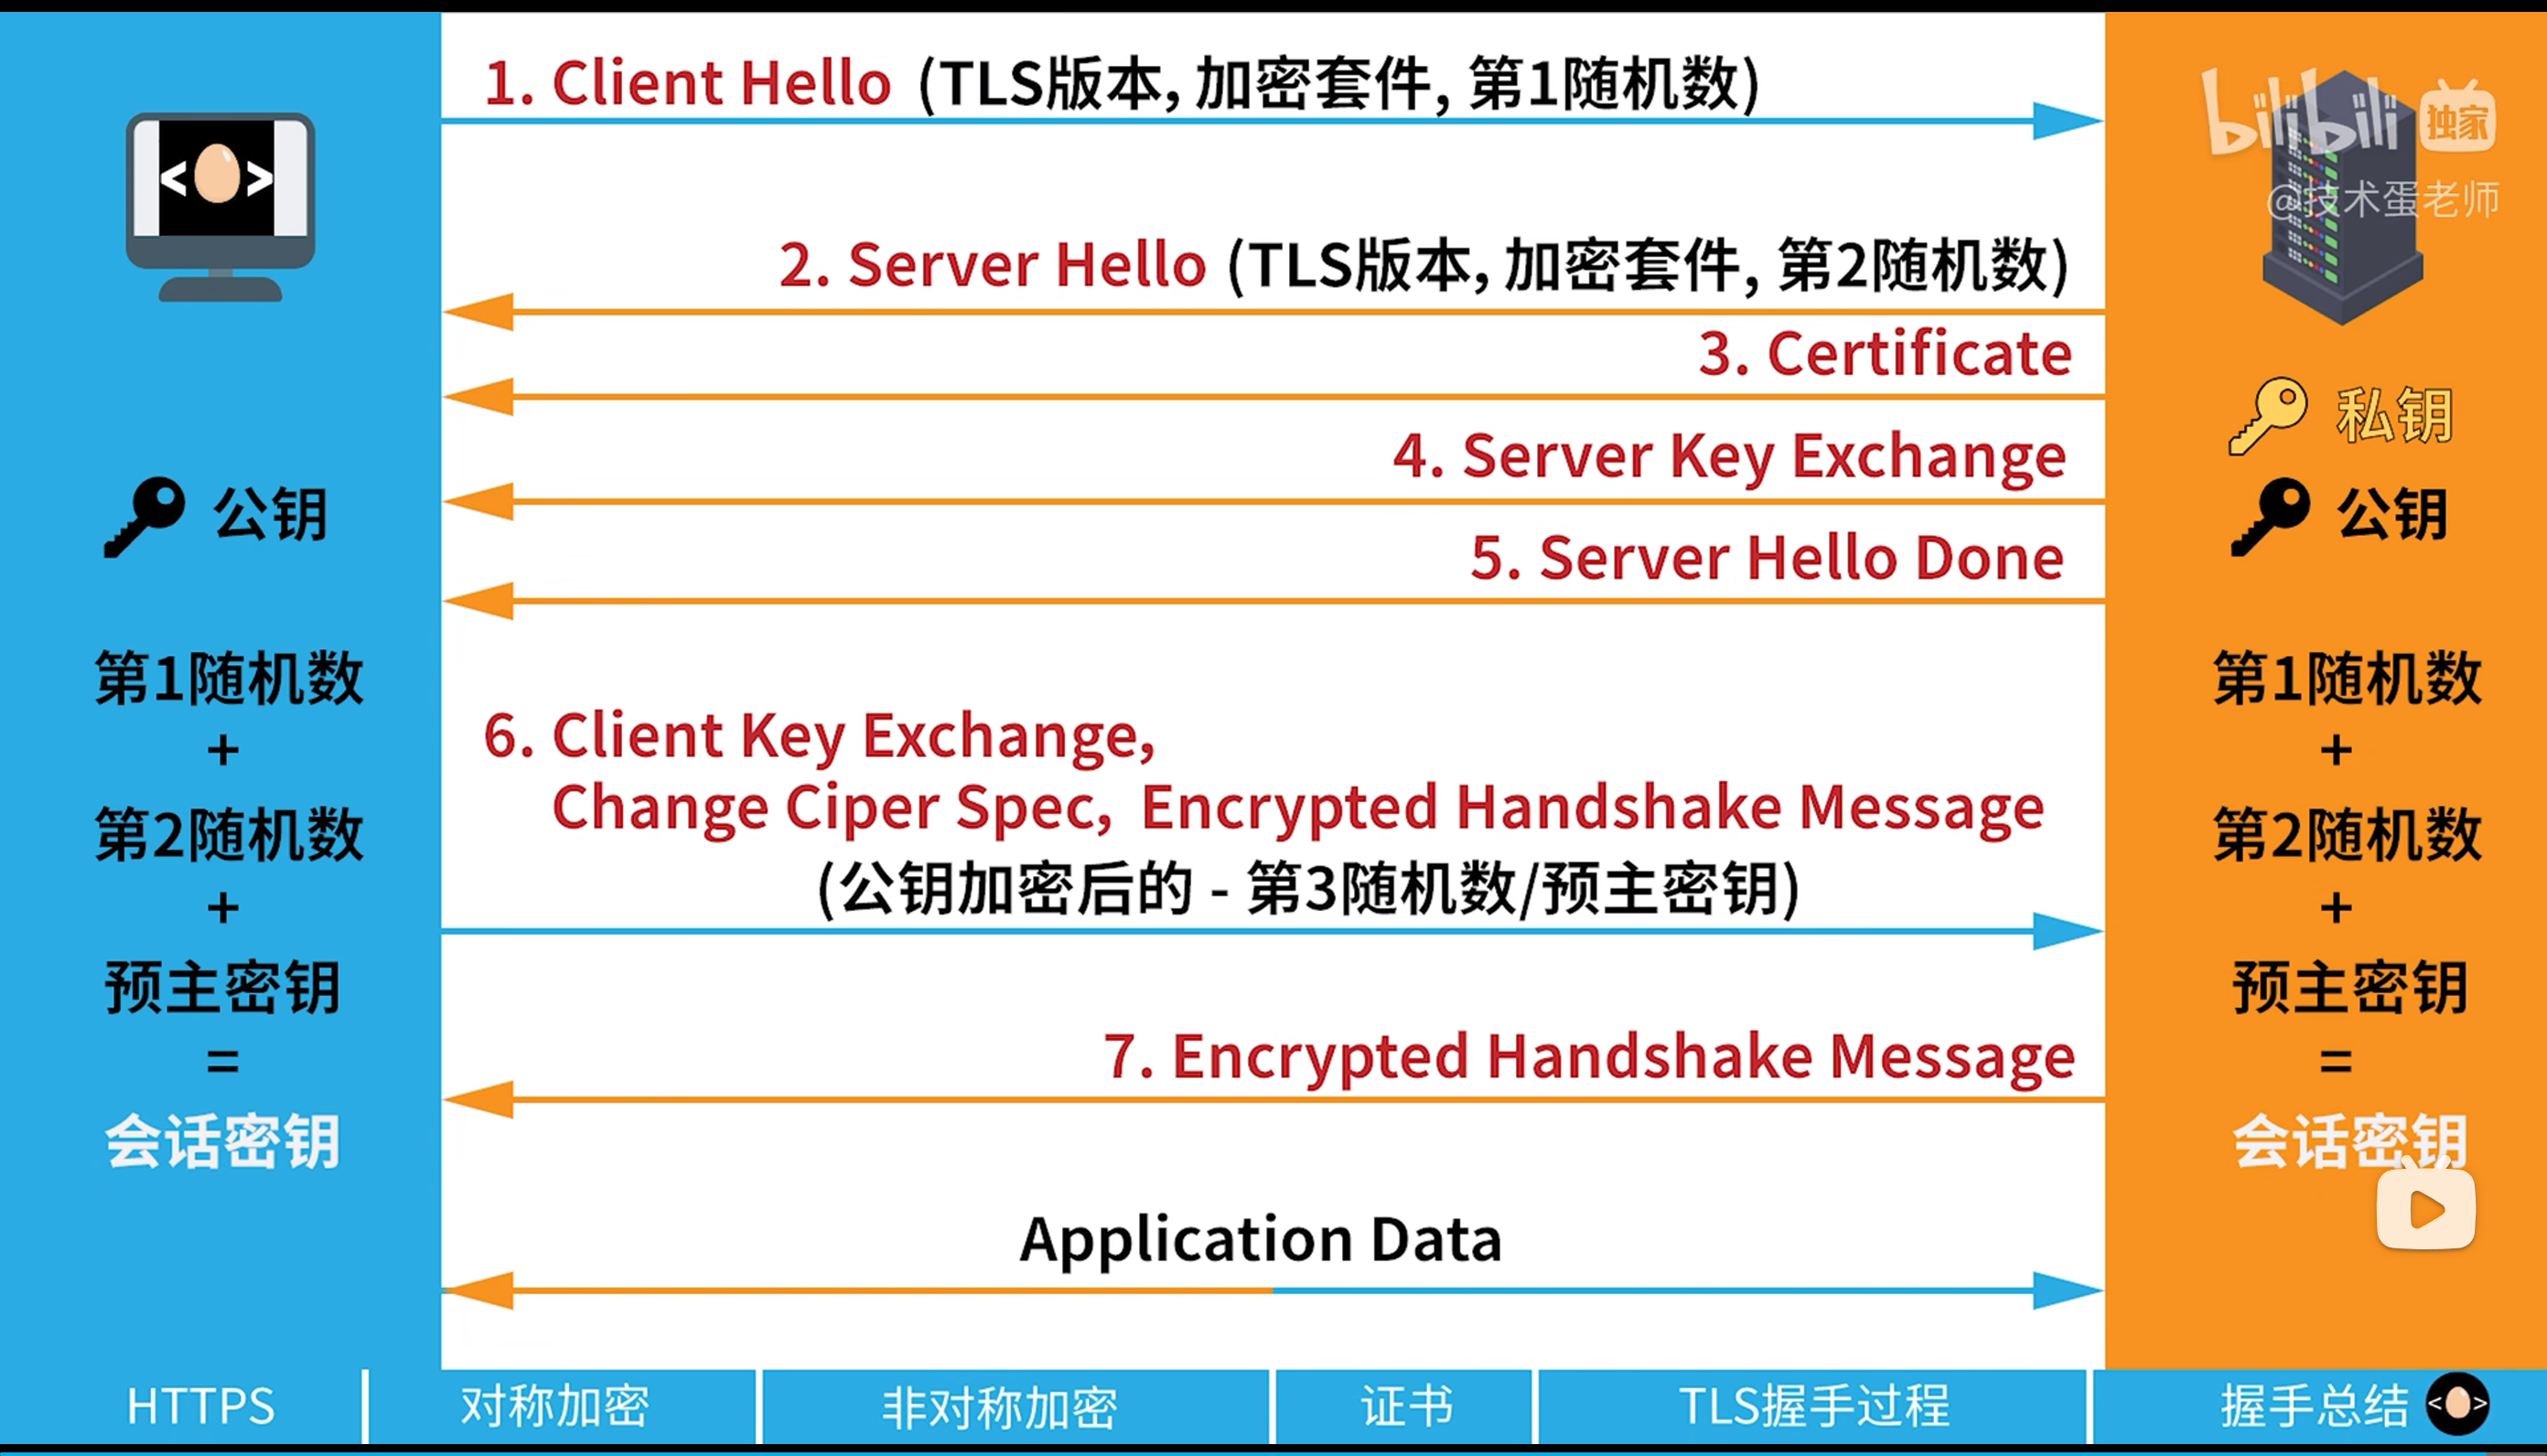 1. Client Hello (TLS版本, 加密套件, 第1随机数)
bilibili 独家
@技术蛋老师
2. Server Hello (TLS版本, 加密套件, 第2随机数)
3. Certificate
4. Server Key Exchange
5. Server Hello Done
6. Client Key Exchange,
Change Ciper Spec, Encrypted Handshake Message
(公钥加密后的 - 第3随机数/预主密钥)
7. Encrypted Handshake Message
Application Data
< >
公钥
第1随机数
+
第2随机数
+
预主密钥
=
会话密钥
私钥
公钥
第1随机数
+
第2随机数
+
预主密钥
=
会话密钥
HTTPS
对称加密
非对称加密
证书
TLS握手过程
握手总结
< >